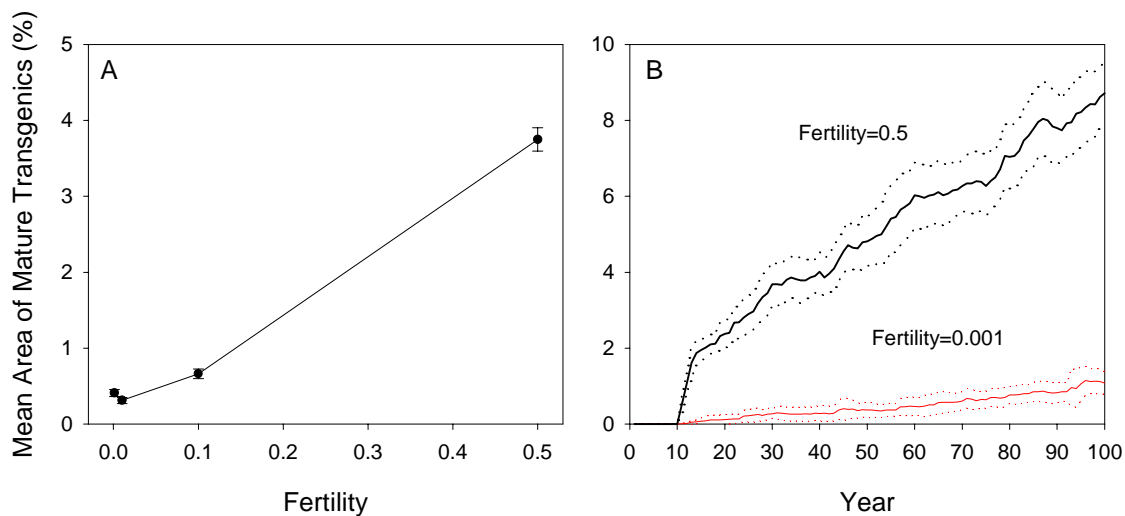 Mean Area of Mature Transgenics (%)
A
5
4
3
2
1
0
0.0 0.1 0.2 0.3 0.4 0.5
Fertility
B
10
8
6
4
2
0
Fertility=0.5
Fertility=0.001
0 10 20 30 40 50 60 70 80 90 100
Year